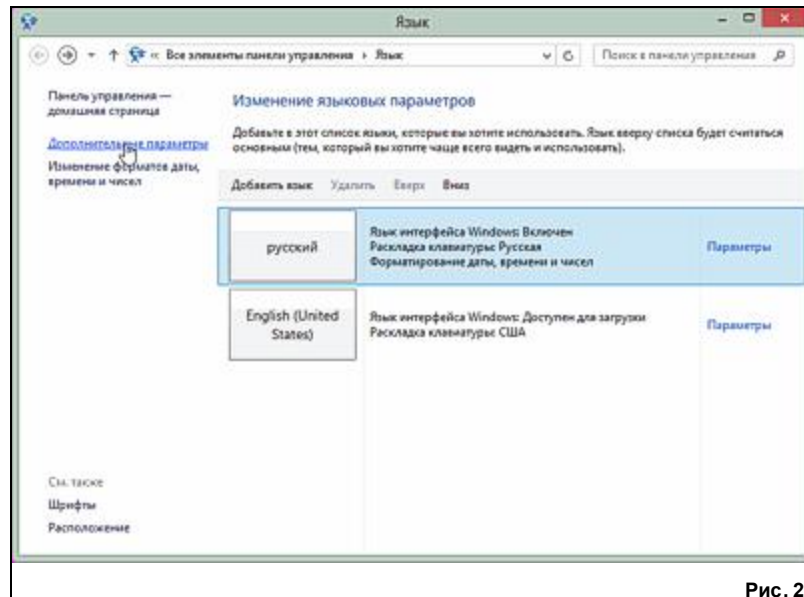 Язык
« Все элементы панели управления › Язык
Поиск в панели управления
Панель управления —
домашняя страница
Дополнительные параметры
Изменение форматов даты,
времени и чисел
Изменение языковых параметров
Добавьте в этот список языки, которые вы хотите использовать. Язык вверху списка будет считаться
основным (тем, который вы хотите чаще всего видеть и использовать).
Добавить язык Удалить Вверх Вниз
русский
Язык интерфейса Windows: Включен
Раскладка клавиатуры: Русская
Форматирование даты, времени и чисел
Параметры
English (United
States)
Язык интерфейса Windows: Доступен для загрузки
Раскладка клавиатуры: США
Параметры
См. также
Шрифты
Расположение
Рис. 2